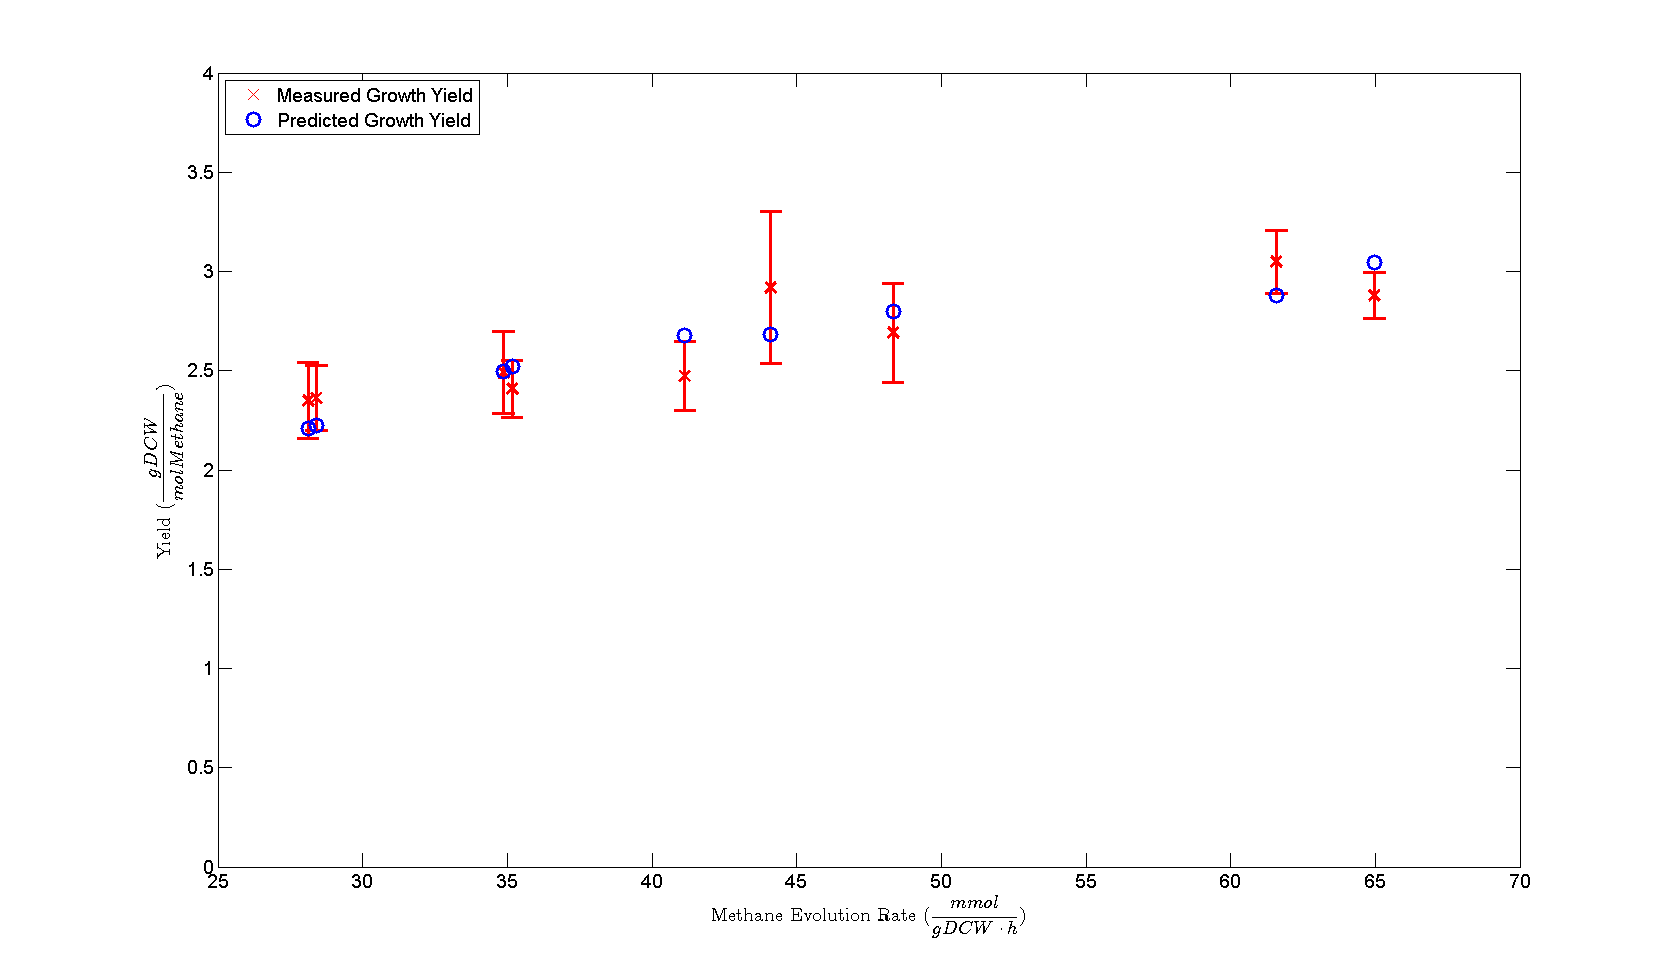 4
Measured Growth Yield
Predicted Growth Yield
3.5
3
2.5
2
1.5
1
0.5
0
Yield (gDCW/molMethane)
25 30 35 40 45 50 55 60 65 70
Methane Evolution Rate (mmol/gDCW · h)